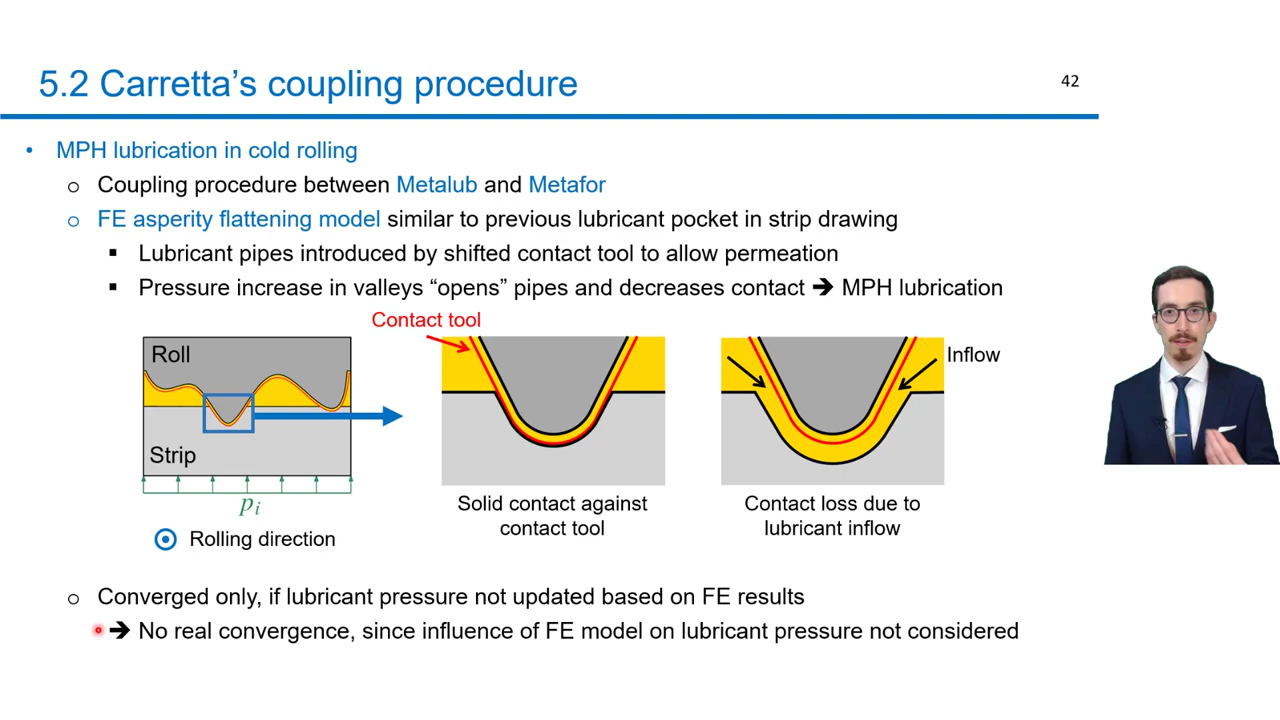 5.2 Carretta’s coupling procedure
42
• MPH lubrication in cold rolling
o Coupling procedure between Metalub and Metafor
o FE asperity flattening model similar to previous lubricant pocket in strip drawing
▪ Lubricant pipes introduced by shifted contact tool to allow permeation
▪ Pressure increase in valleys “opens” pipes and decreases contact ➔ MPH lubrication
Contact tool
Roll
Strip
p_i
Rolling direction
Solid contact against
contact tool
Inflow
Contact loss due to
lubricant inflow
o Converged only, if lubricant pressure not updated based on FE results
➔ No real convergence, since influence of FE model on lubricant pressure not considered